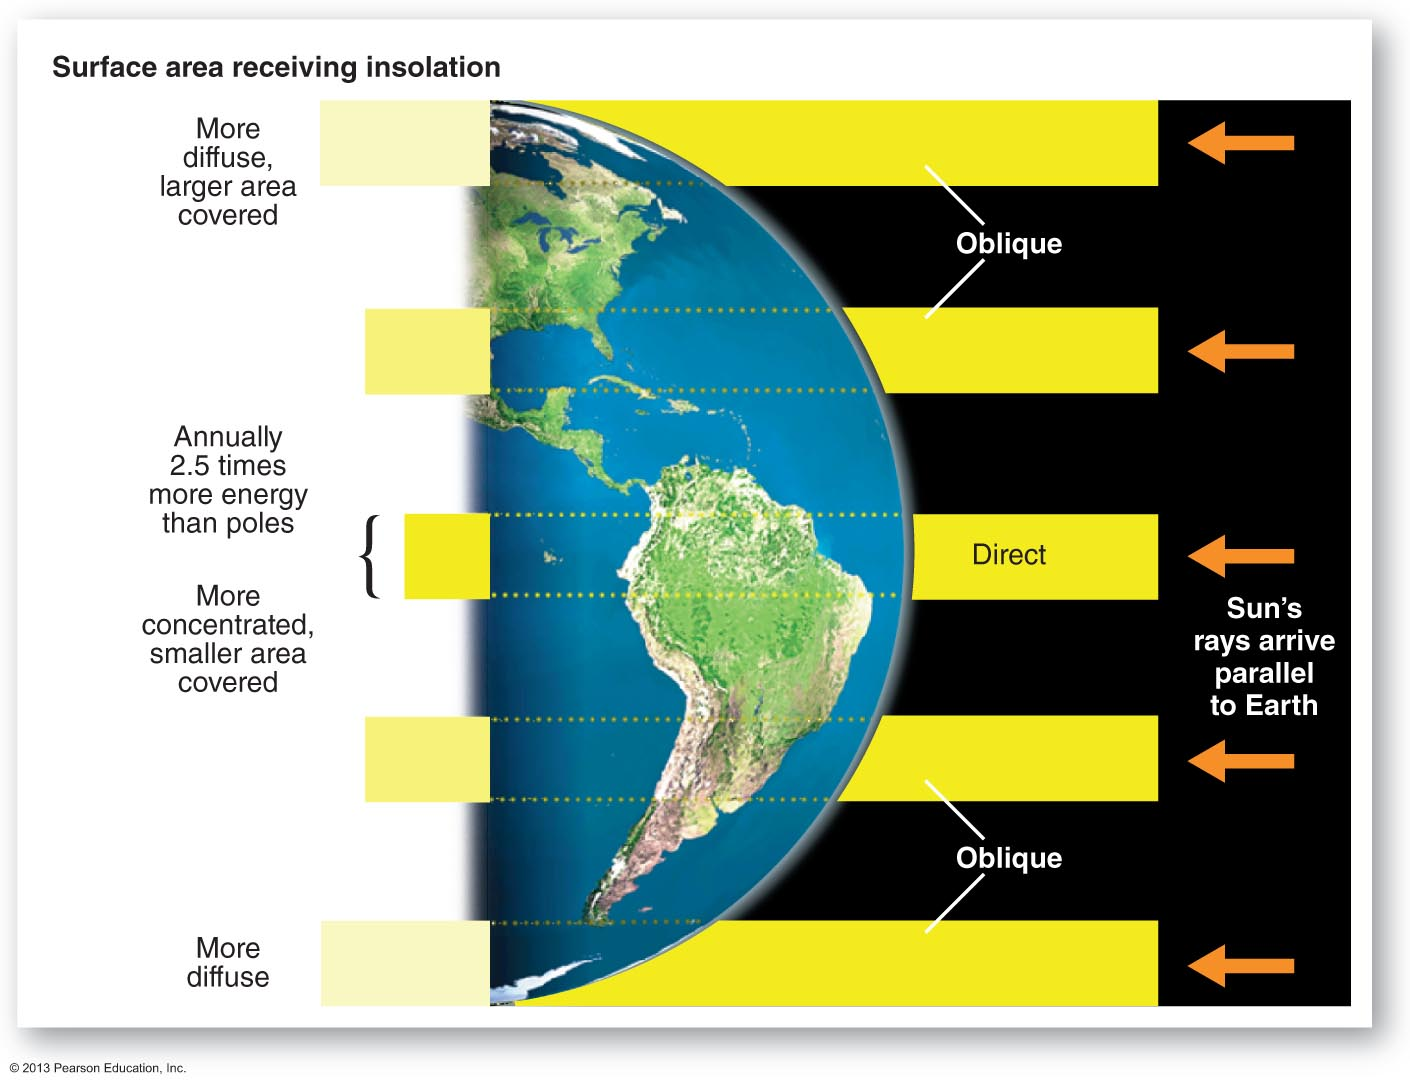 Surface area receiving insolation
More
diffuse,
larger area
covered
Oblique
Annually
2.5 times
more energy
than poles
{
Direct
More
concentrated,
smaller area
covered
Sun’s
rays arrive
parallel
to Earth
Oblique
More
diffuse
© 2013 Pearson Education, Inc.